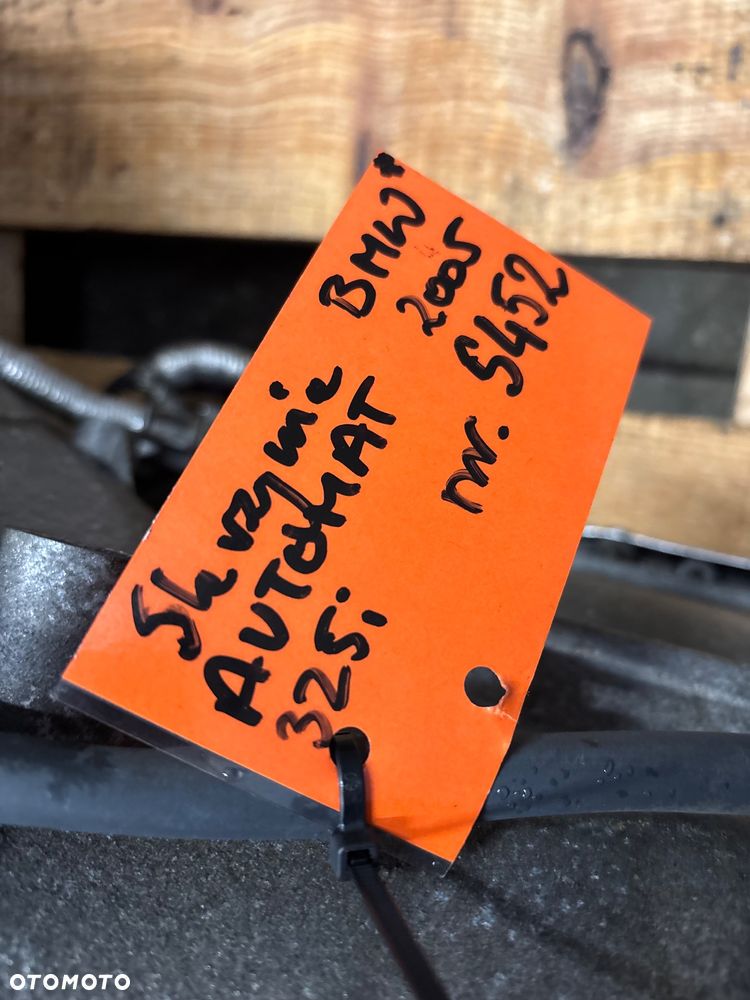 Skrzynia BMW*
AUTOMAT 2005
325i nr. 5452
OTOMOTO